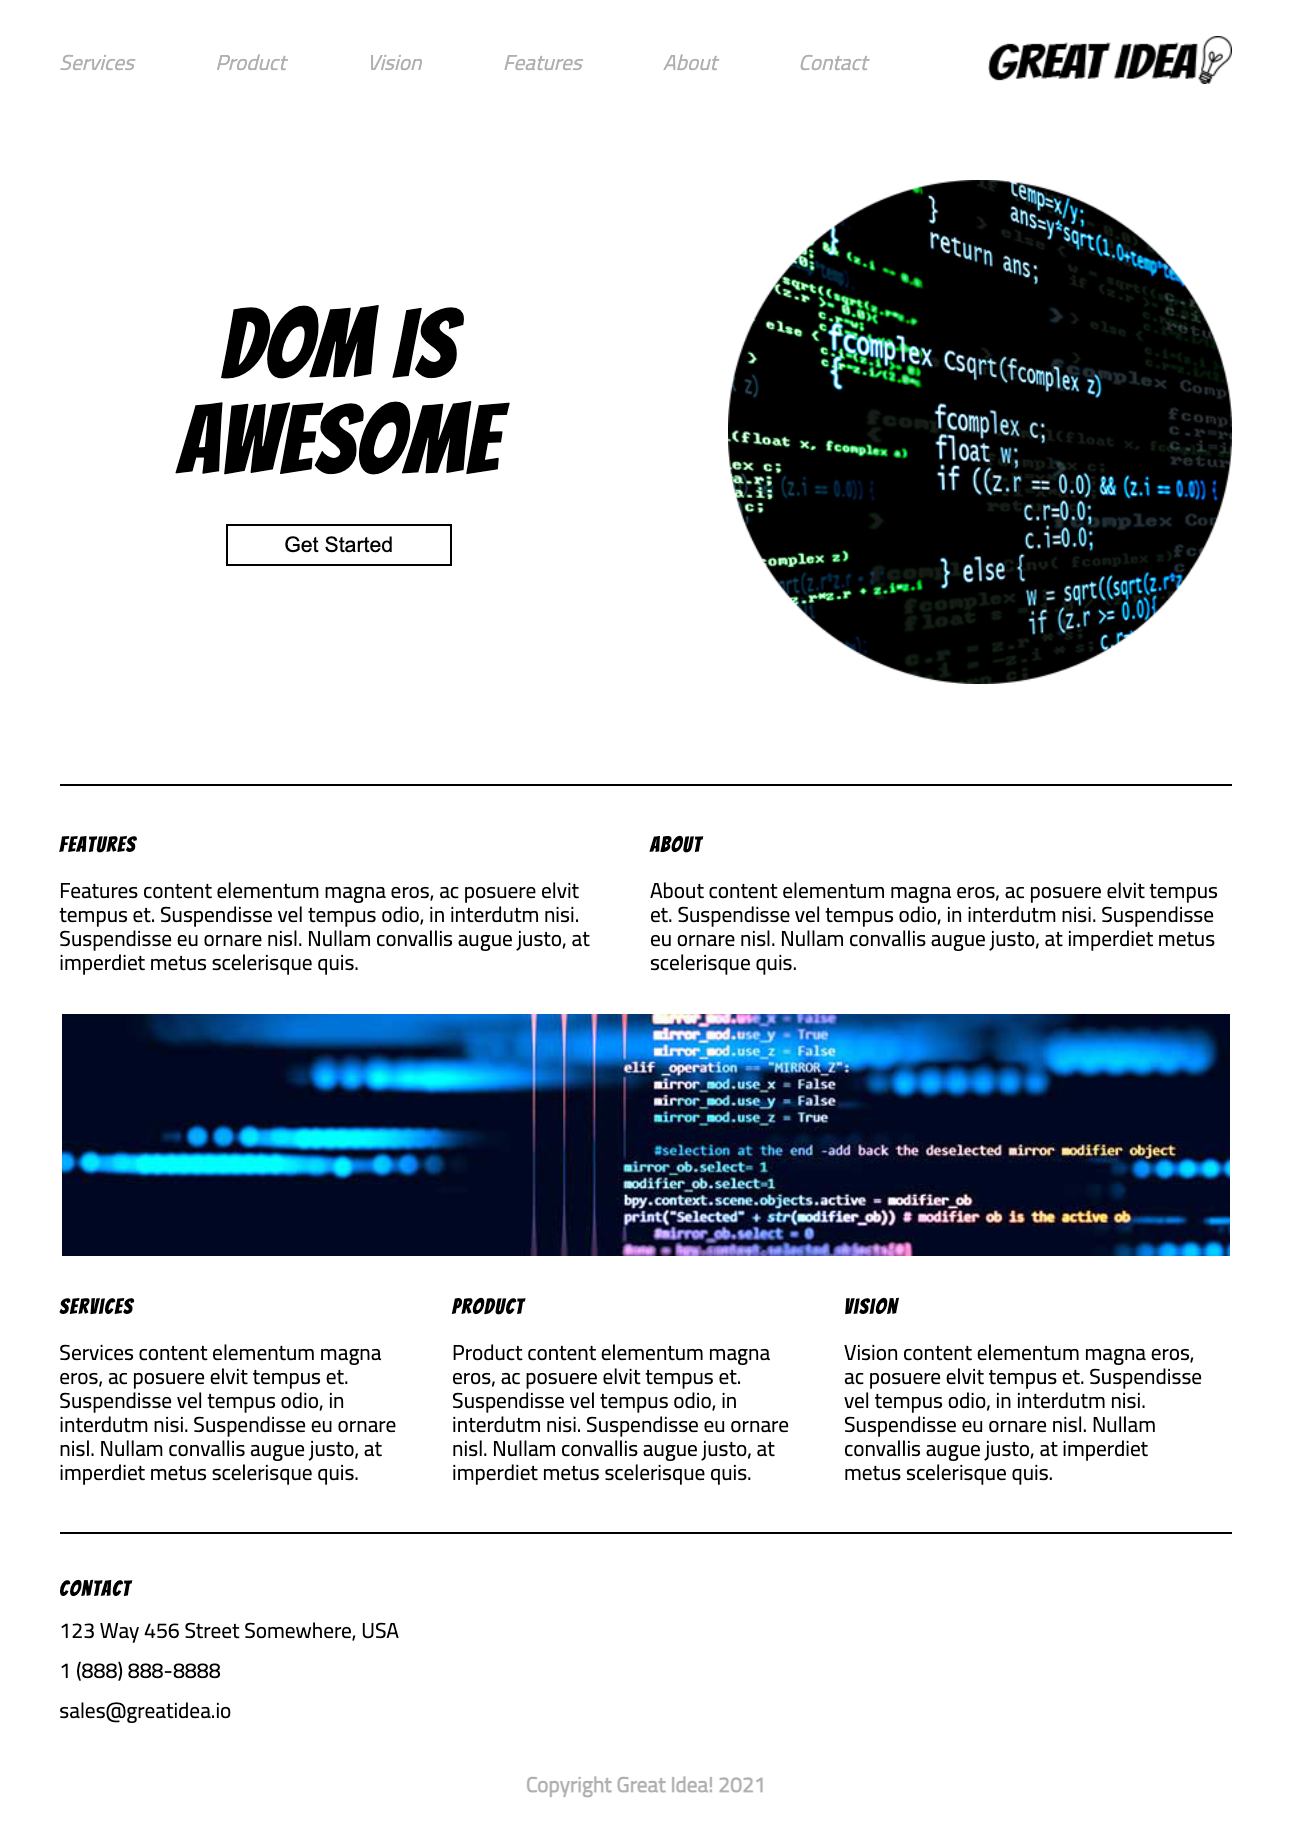 Services Product Vision Features About Contact GREAT IDEA
temp=x/y;
ans=y*sqrt(1.0+temp*te
}
return ans;
fcomplex Csqrt(fcomplex z)
{
fcomplex c;
float w;
if ((z.r == 0.0) && (z.i == 0.0)) {
c.r=0.0;
c.i=0.0;
} else {
w = sqrt((sqrt(z.r*z
if (z.r >= 0.0){
DOM IS
AWESOME
Get Started
FEATURES
Features content elementum magna eros, ac posuere elvit
tempus et. Suspendisse vel tempus odio, in interdutm nisi.
Suspendisse eu ornare nisl. Nullam convallis augue justo, at
imperdiet metus scelerisque quis.
ABOUT
About content elementum magna eros, ac posuere elvit tempus
et. Suspendisse vel tempus odio, in interdutm nisi. Suspendisse
eu ornare nisl. Nullam convallis augue justo, at imperdiet metus
scelerisque quis.
mirror_mod.use_x = False
mirror_mod.use_y = True
mirror_mod.use_z = False
elif _operation == "MIRROR_Z":
mirror_mod.use_x = False
mirror_mod.use_y = False
mirror_mod.use_z = True
#selection at the end -add back the deselected mirror modifier object
mirror_ob.select= 1
modifier_ob.select=1
bpy.context.scene.objects.active = modifier_ob
print("Selected" + str(modifier_ob)) # modifier ob is the active ob
#mirror_ob.select = 0
= bpy.context.selected_objects[0]
SERVICES
Services content elementum magna
eros, ac posuere elvit tempus et.
Suspendisse vel tempus odio, in
interdutm nisi. Suspendisse eu ornare
nisl. Nullam convallis augue justo, at
imperdiet metus scelerisque quis.
PRODUCT
Product content elementum magna
eros, ac posuere elvit tempus et.
Suspendisse vel tempus odio, in
interdutm nisi. Suspendisse eu ornare
nisl. Nullam convallis augue justo, at
imperdiet metus scelerisque quis.
VISION
Vision content elementum magna eros,
ac posuere elvit tempus et. Suspendisse
vel tempus odio, in interdutm nisi.
Suspendisse eu ornare nisl. Nullam
convallis augue justo, at imperdiet
metus scelerisque quis.
CONTACT
123 Way 456 Street Somewhere, USA
1 (888) 888-8888
sales@greatidea.io
Copyright Great Idea! 2021